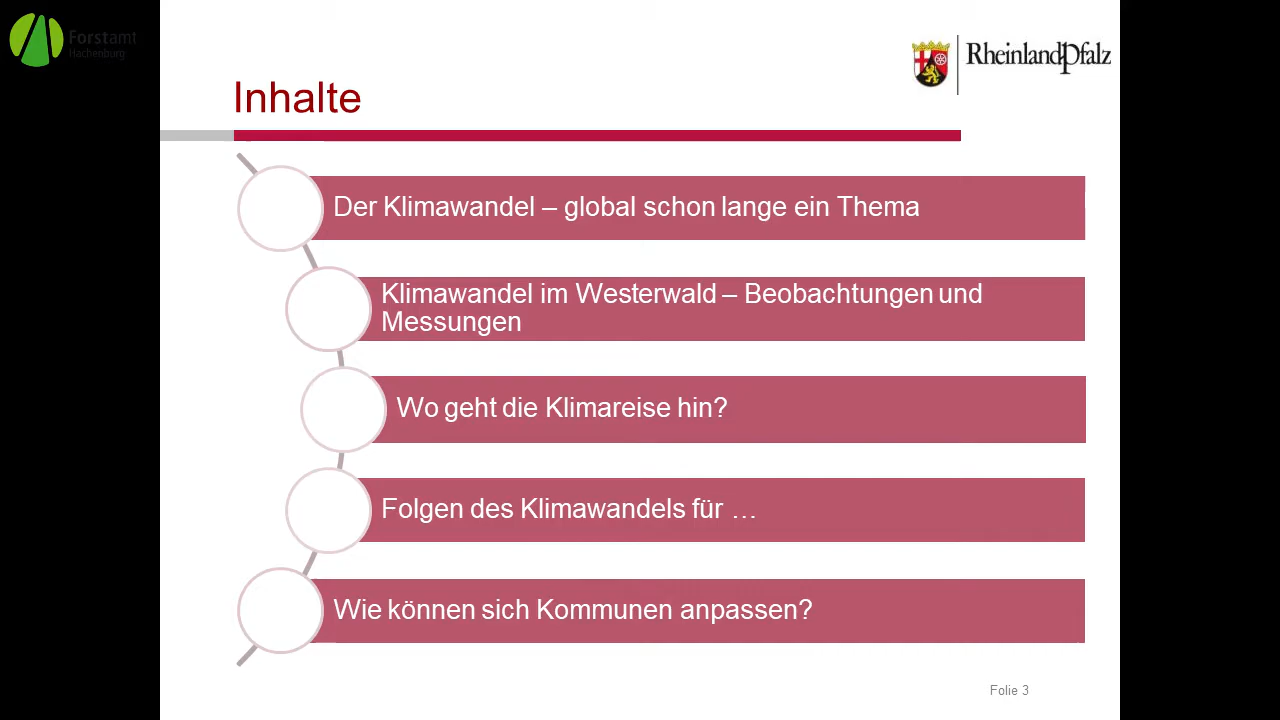 Forstamt
Hachenburg
RheinlandPfalz
Inhalte
Der Klimawandel – global schon lange ein Thema
Klimawandel im Westerwald – Beobachtungen und
Messungen
Wo geht die Klimareise hin?
Folgen des Klimawandels für …
Wie können sich Kommunen anpassen?
Folie 3